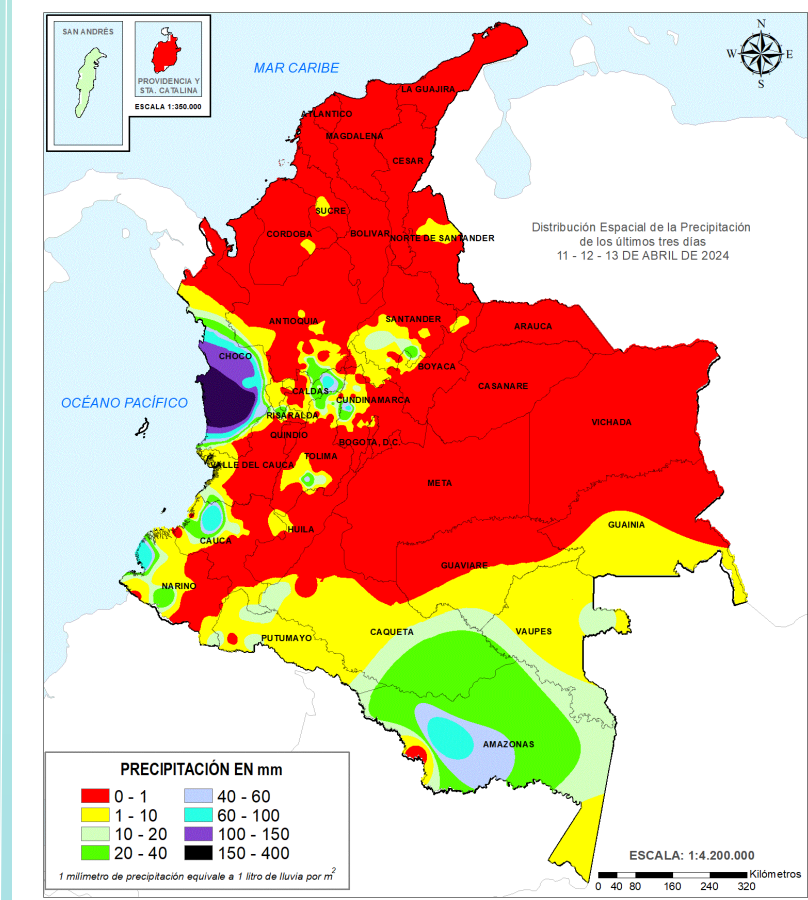 SAN ANDRÉS
PROVIDENCIA Y
STA. CATALINA
ESCALA 1:350.000
MAR CARIBE
N
W
E
S
LA GUAJIRA
ATLANTICO
MAGDALENA
CESAR
SUCRE
CORDOBA
BOLIVAR
NORTE DE SANTANDER
Distribución Espacial de la Precipitación
de los últimos tres días
11 - 12 - 13 DE ABRIL DE 2024
ANTIOQUIA
SANTANDER
ARAUCA
CHOCO
BOYACA
CASANARE
CALDAS
CUNDINAMARCA
OCÉANO PACÍFICO
RISARALDA
VICHADA
QUINDIO
BOGOTA, D.C.
TOLIMA
VALLE DEL CAUCA
META
GUAINIA
HUILA
CAUCA
GUAVIARE
NARINO
CAQUETA
VAUPES
PUTUMAYO
AMAZONAS
PRECIPITACIÓN EN mm
0 - 1
40 - 60
1 - 10
60 - 100
10 - 20
100 - 150
20 - 40
150 - 400
1 milímetro de precipitación equivale a 1 litro de lluvia por m2
ESCALA: 1:4.200.000
Kilómetros
0 40 80 160 240 320